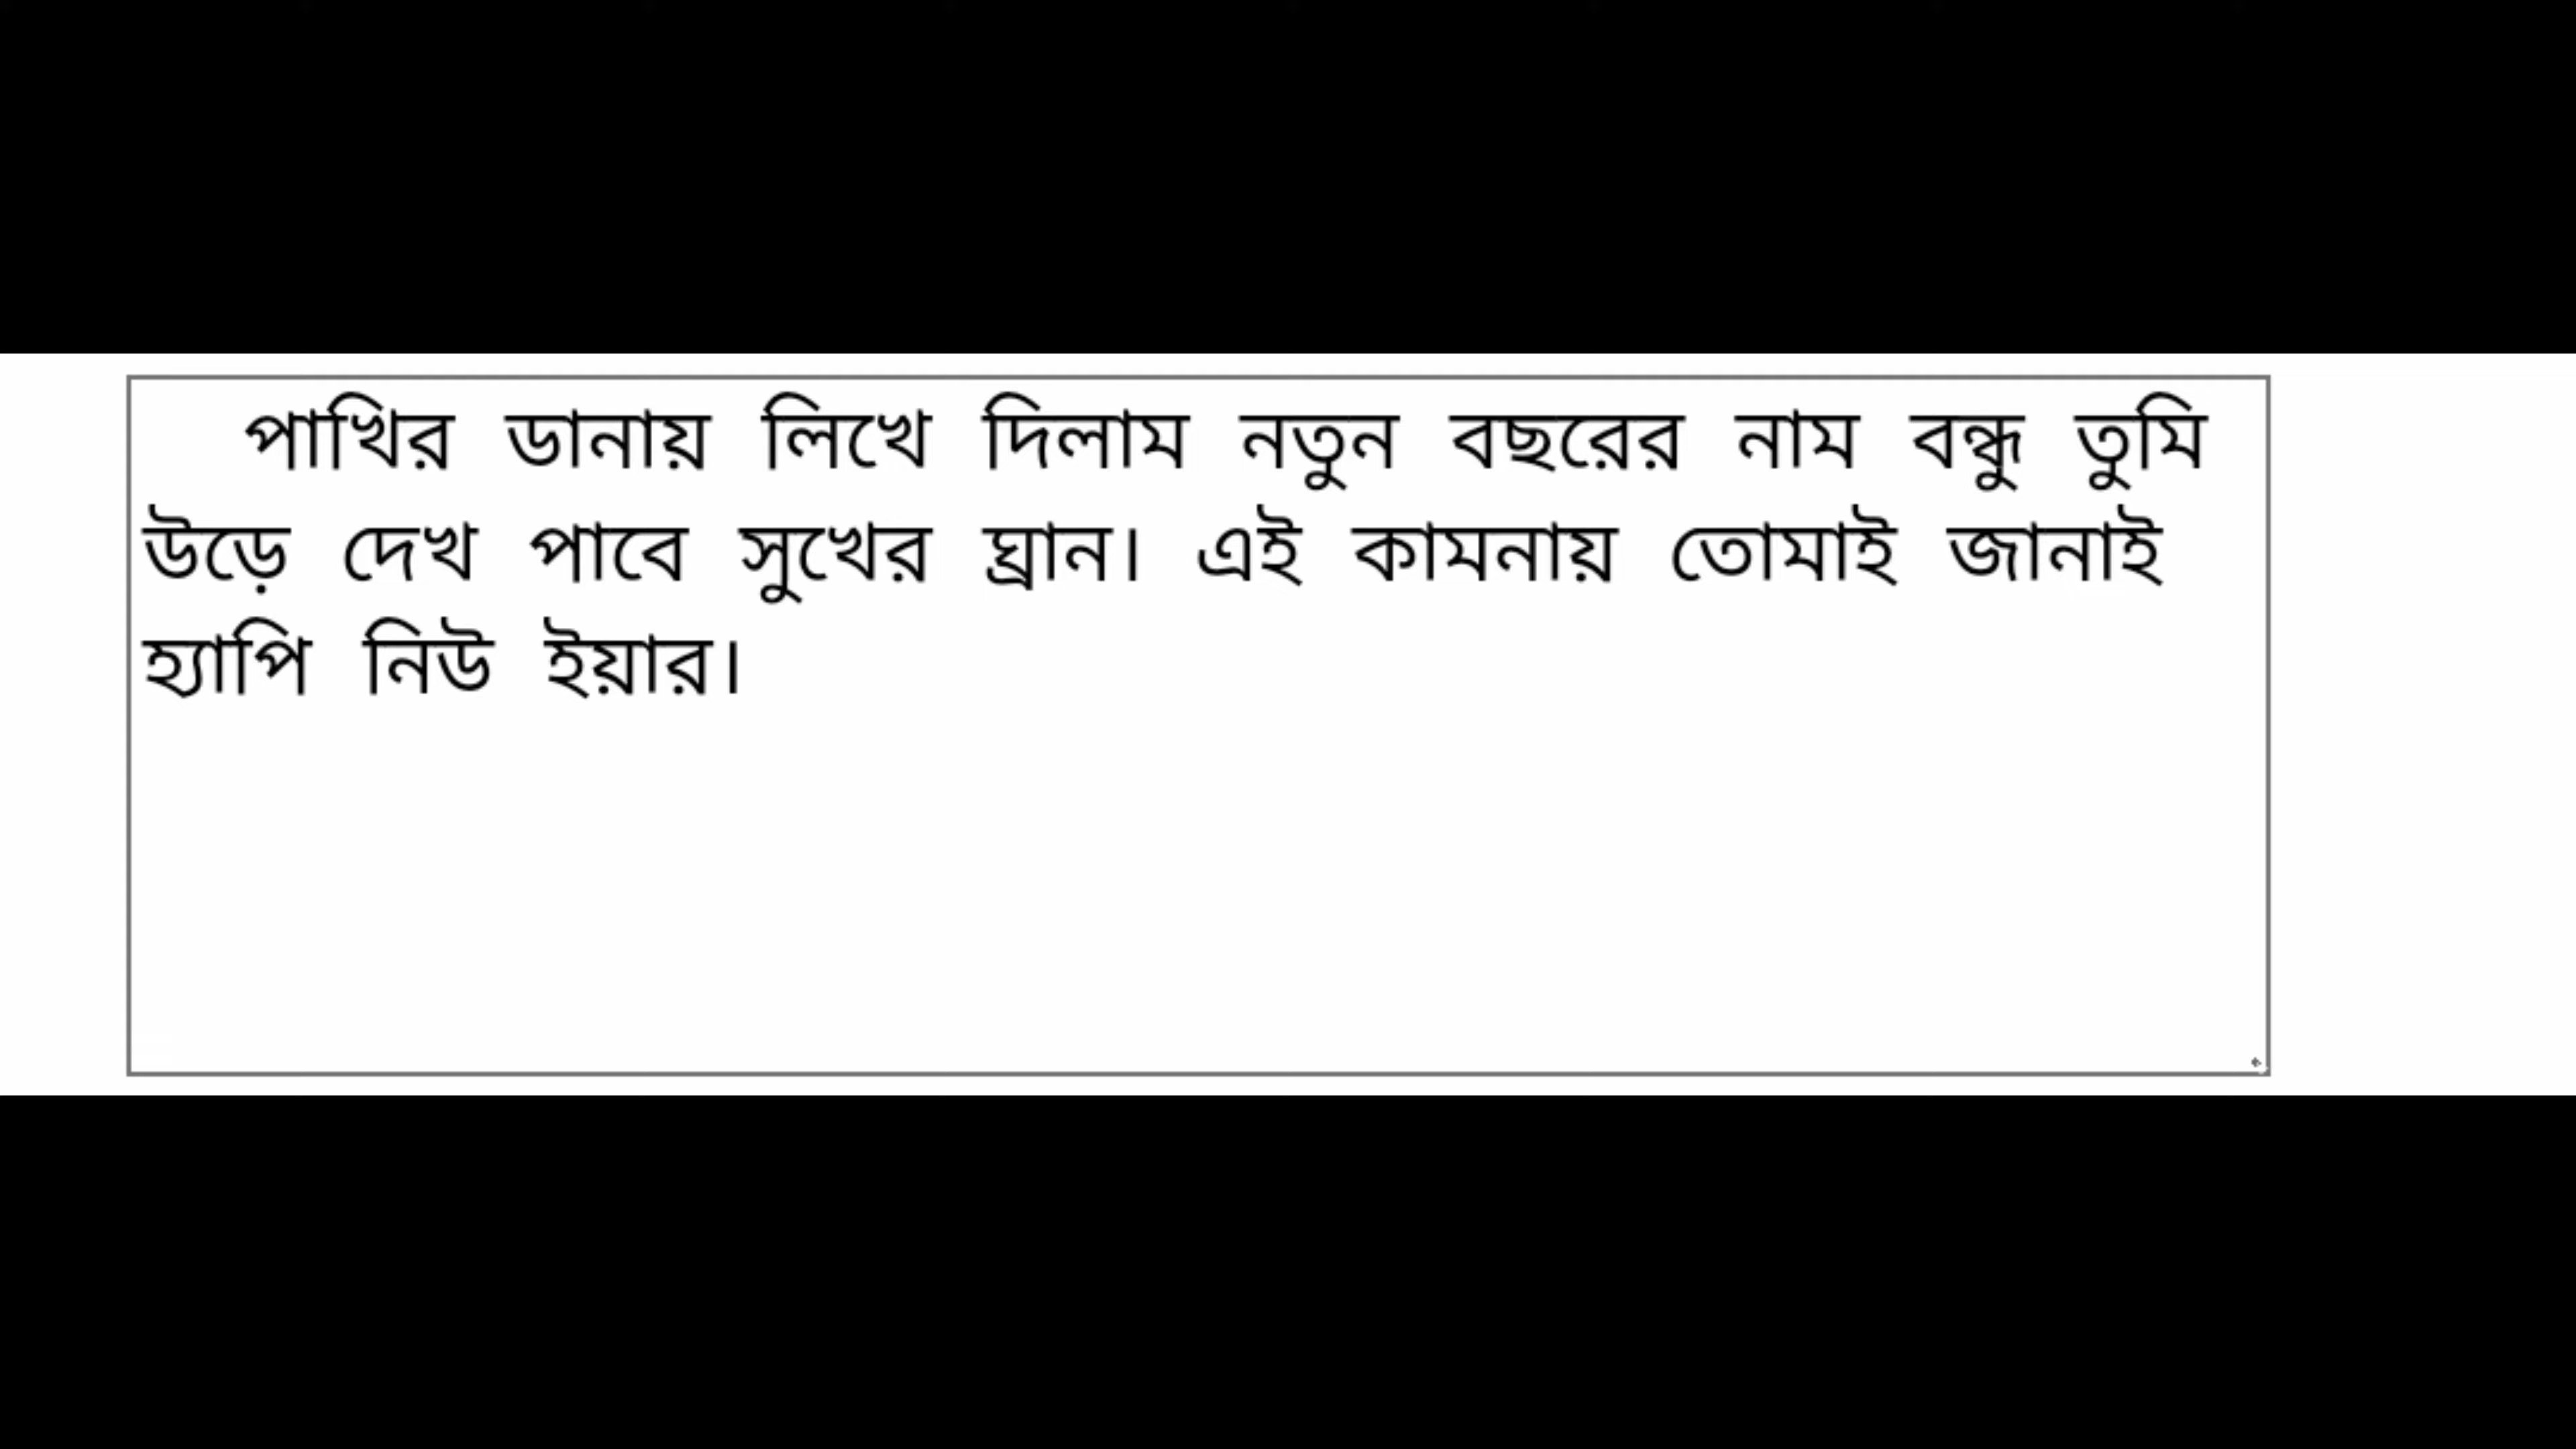 পাখির ডানায় লিখে দিলাম নতুন বছরের নাম বন্ধু তুমি
উড়ে দেখ পাবে সুখের ঘ্রান। এই কামনায় তোমাই জানাই
হ্যাপি নিউ ইয়ার।